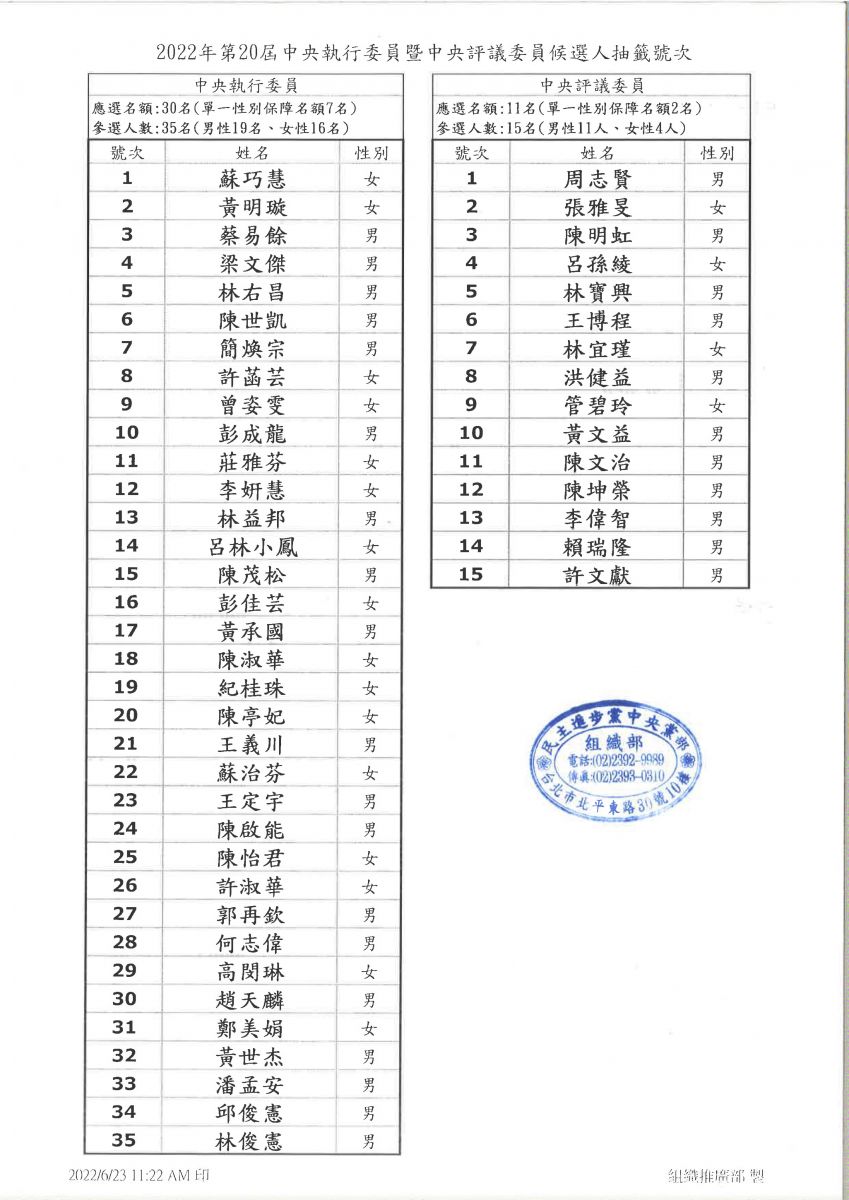 2022年第20屆中央執行委員暨中央評議委員候選人抽籤號次
中央執行委員
應選名額:30名(單一性別保障名額7名)
參選人數:35名(男性19名、女性16名)
號次 姓名 性別
1 蘇巧慧 女
2 黃明璇 女
3 蔡易餘 男
4 梁文傑 男
5 林右昌 男
6 陳世凱 男
7 簡煥宗 男
8 許菡芸 女
9 曾姿雯 女
10 彭成龍 男
11 莊雅芬 女
12 李妍慧 女
13 林益邦 男
14 呂林小鳳 女
15 陳茂松 男
16 彭佳芸 女
17 黃承國 男
18 陳淑華 女
19 紀桂珠 女
20 陳亭妃 女
21 王義川 男
22 蘇治芬 女
23 王定宇 男
24 陳啟能 男
25 陳怡君 女
26 許淑華 女
27 郭再欽 男
28 何志偉 男
29 高閔琳 女
30 趙天麟 男
31 鄭美娟 女
32 黃世杰 男
33 潘孟安 男
34 邱俊憲 男
35 林俊憲 男
中央評議委員
應選名額:11名(單一性別保障名額2名)
參選人數:15名(男性11人、女性4人)
號次 姓名 性別
1 周志賢 男
2 張雅旻 女
3 陳明虹 男
4 呂孫綾 女
5 林寶興 男
6 王博程 男
7 林宜瑾 女
8 洪健益 男
9 管碧玲 女
10 黃文益 男
11 陳文治 男
12 陳坤榮 男
13 李偉智 男
14 賴瑞隆 男
15 許文獻 男
民主進步黨中央黨部
組織部
電話:(02)2392-9989
傳真:(02)2393-0310
台北市北平東路30號10樓
2022/6/23 11:22 AM 印
組織推廣部 製